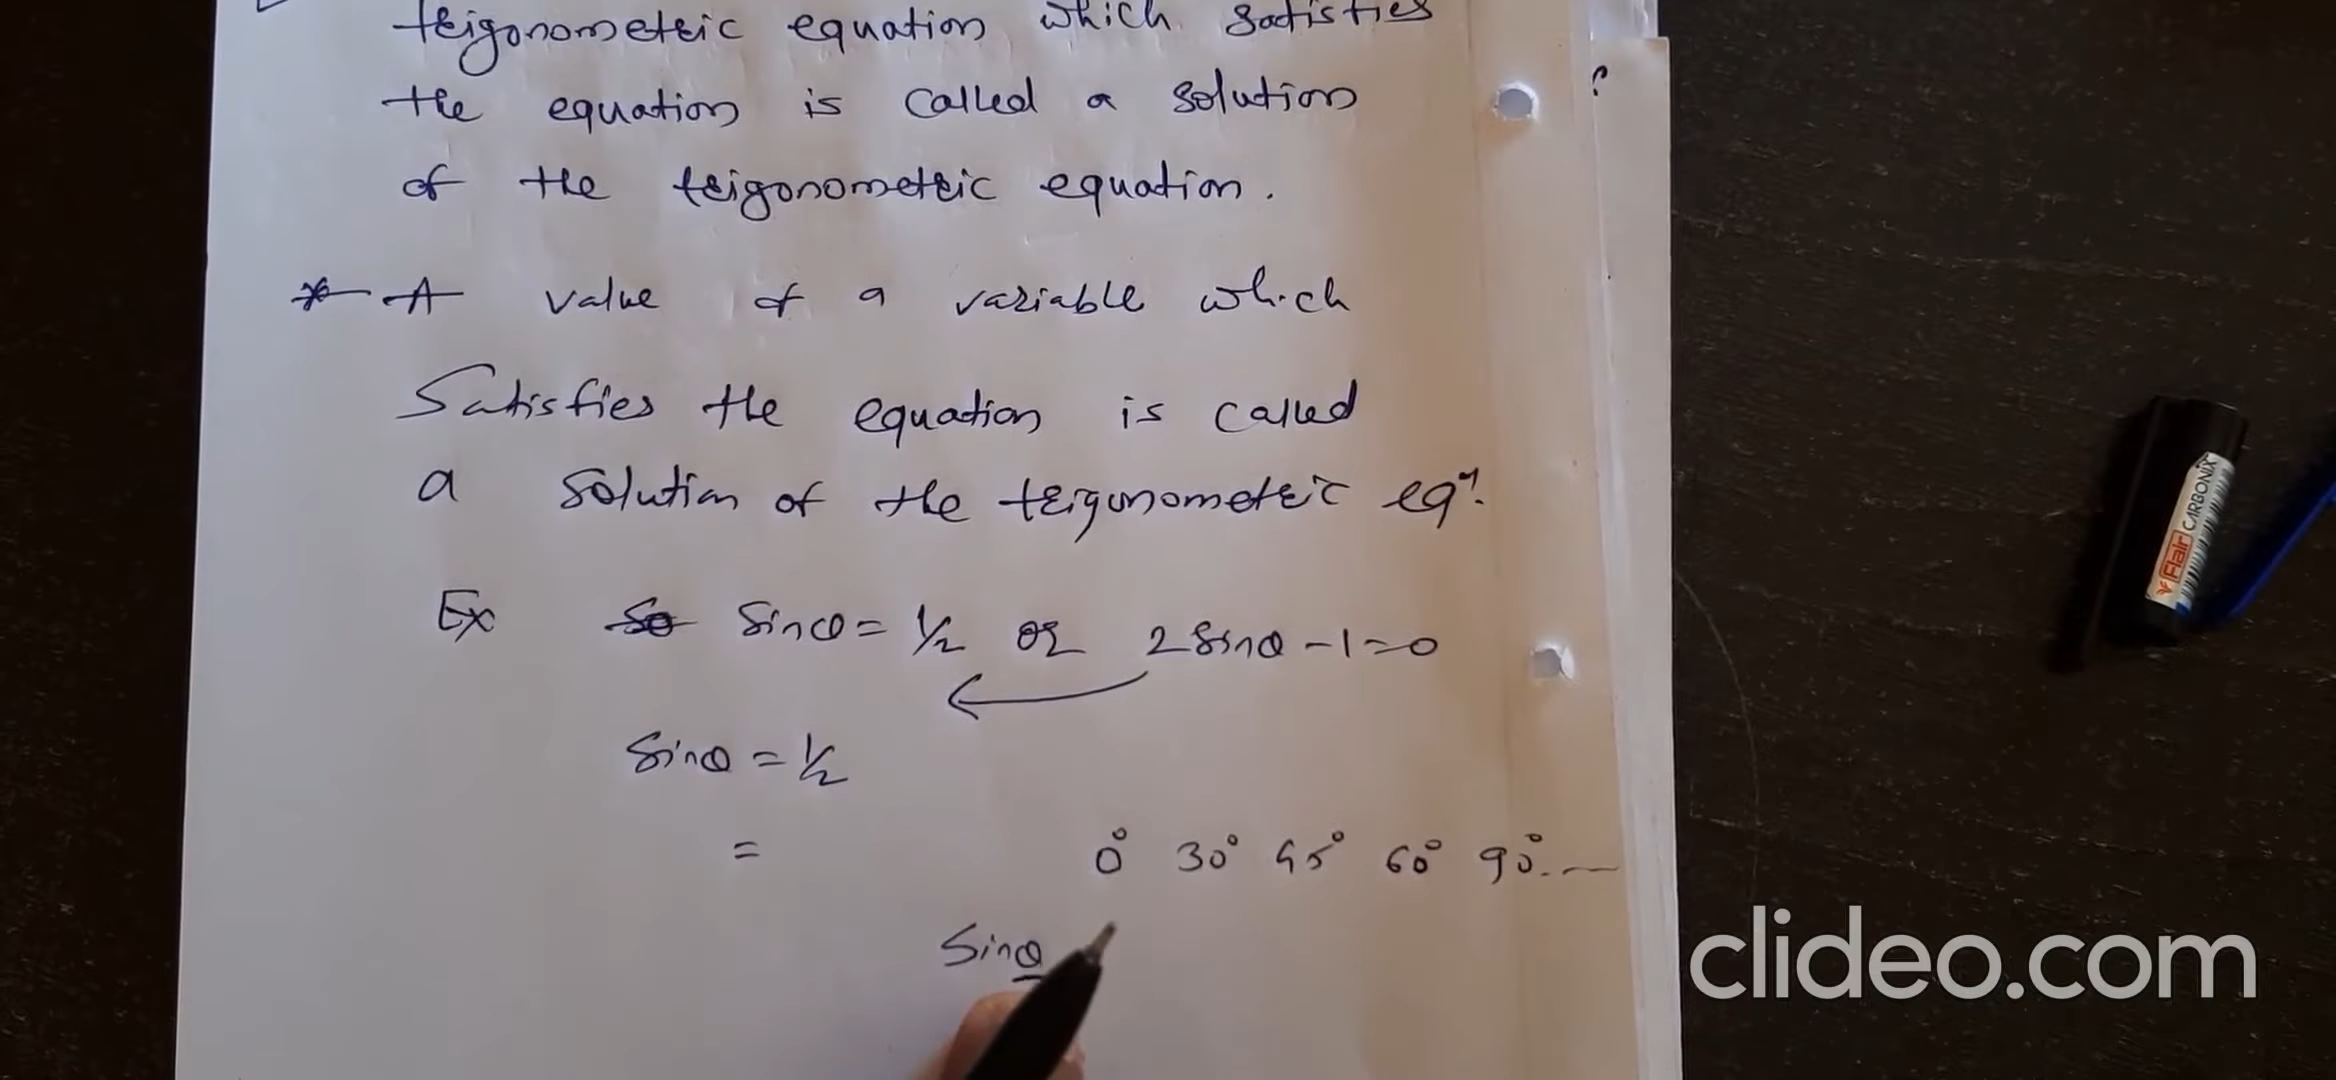 trigonometric equation which satisfies
the equation is called a solution
of the trigonometric equation.
* A value of a variable which
Satisfies the equation is called
a solution of the trigonometric eqⁿ.
Ex Sinθ = 1/2 or 2 sinθ - 1 = 0
Sinθ = 1/2
=
0° 30° 45° 60° 90° . —
Sinθ
?
Flair CARBONIX
clideo.com